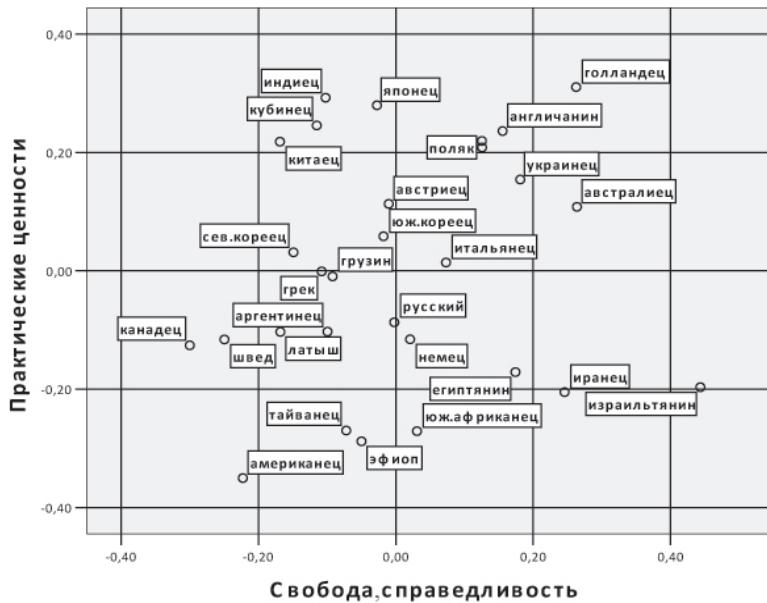 0,40
голландец
индиец
японец
кубинец
англичанин
Практические ценности
0,20
поляк
китаец
украинец
австриец
австралиец
юж.кореец
сев.кореец
итальянец
грузин
0,00
грек
русский
аргентинец
канадец
швед
латыш
немец
иранец
-0,20
египтянин
израильтянин
тайванец
юж.африканец
американец
эфиоп
-0,40
-0,40 -0,20 0,00 0,20 0,40
Свобода,справедливость